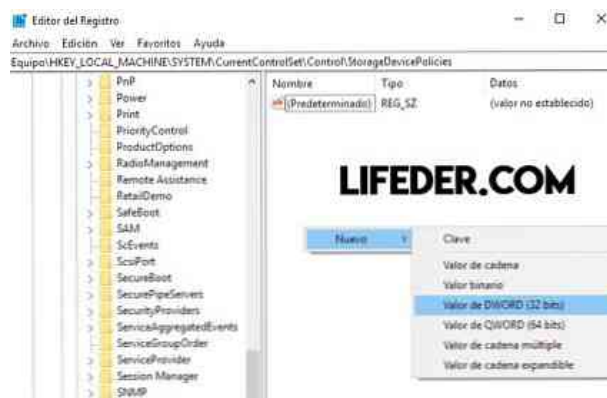 Editor del Registro
Archivo Edición Ver Favoritos Ayuda
Equipo\HKEY_LOCAL_MACHINE\SYSTEM\CurrentControlSet\Control\StorageDevicePolicies
PnP
Power
Print
PriorityControl
ProductOptions
RadioManagement
Remote Assistance
RetailDemo
SafeBoot
SAM
ScEvents
ScsiPort
SecureBoot
SecurePipeServers
SecurityProviders
ServiceAggregatedEvents
ServiceGroupOrder
ServiceProvider
Session Manager
SNMP
Nombre Tipo Datos
ab (Predeterminado) REG_SZ (valor no establecido)
LIFEDER.COM
Nuevo
Clave
Valor de cadena
Valor binario
Valor de DWORD (32 bits)
Valor de QWORD (64 bits)
Valor de cadena múltiple
Valor de cadena expandible